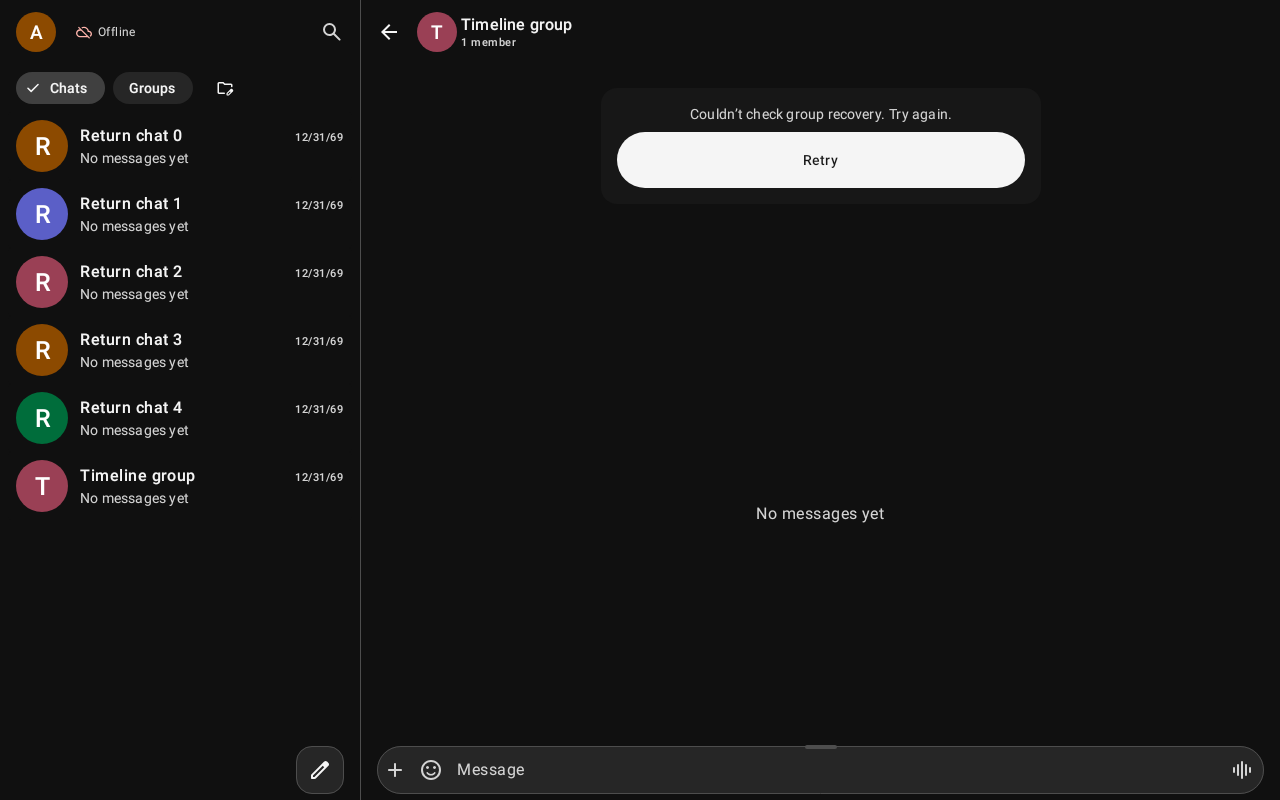 A
Offline
Chats
Groups
R
Return chat 0
12/31/69
No messages yet
R
Return chat 1
12/31/69
No messages yet
R
Return chat 2
12/31/69
No messages yet
R
Return chat 3
12/31/69
No messages yet
R
Return chat 4
12/31/69
No messages yet
T
Timeline group
12/31/69
No messages yet
T
Timeline group
1 member
Couldn’t check group recovery. Try again.
Retry
No messages yet
Message